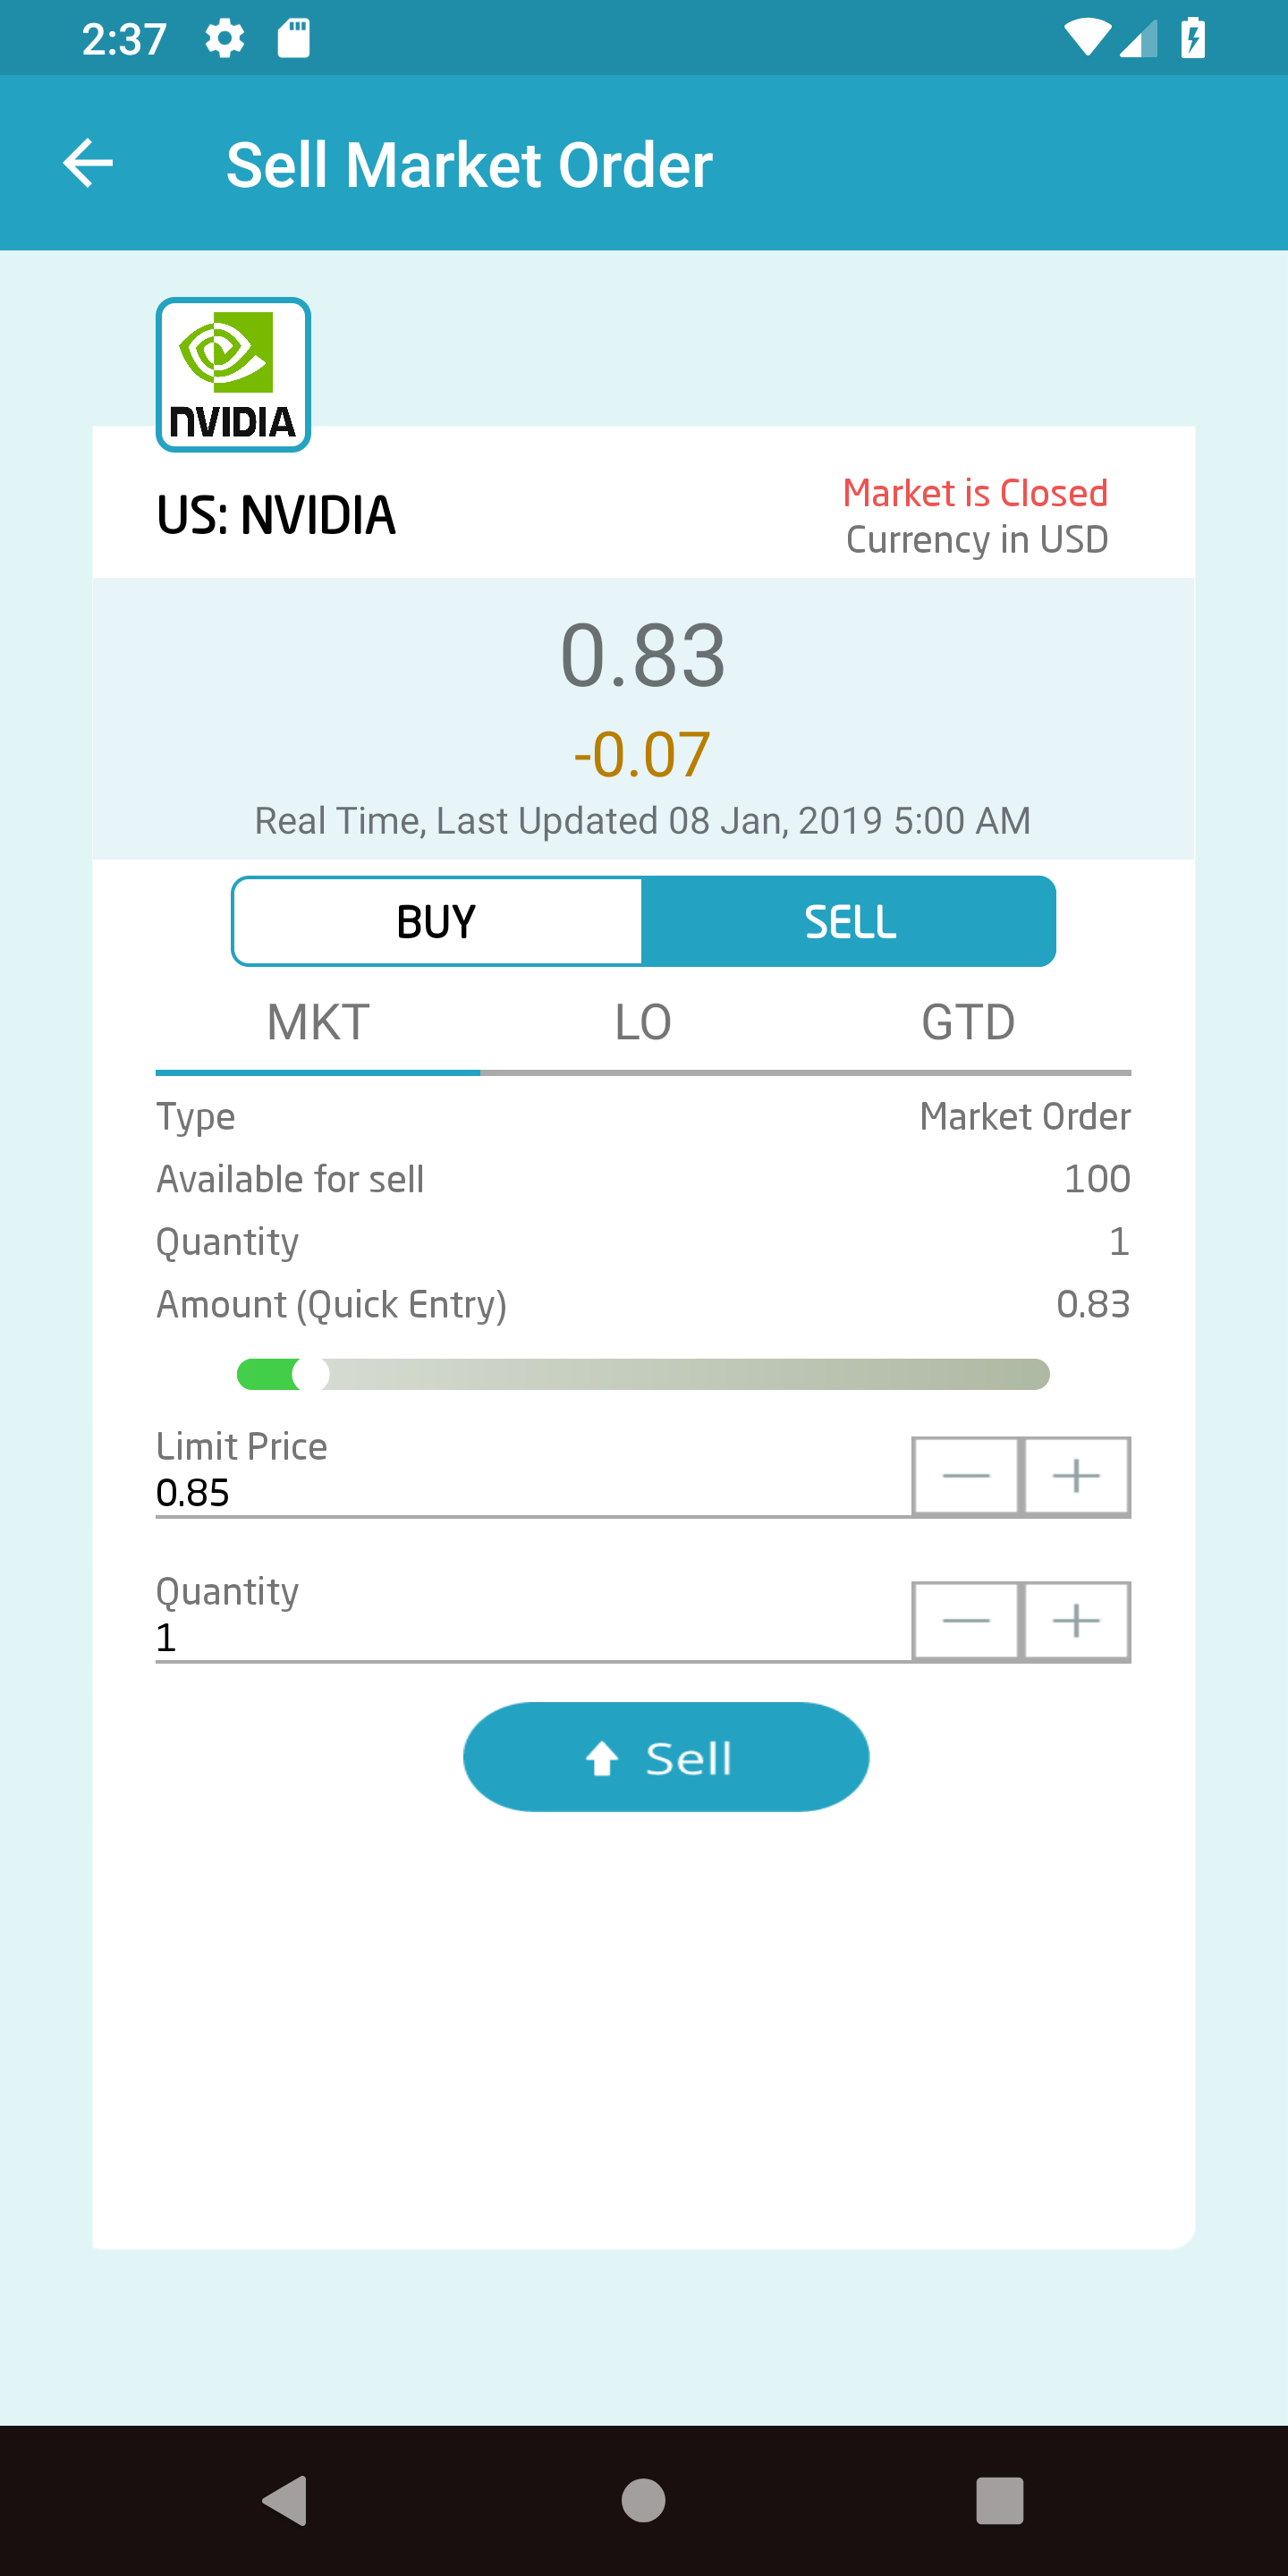 2:37
Sell Market Order
NVIDIA
US: NVIDIA
Market is Closed
Currency in USD
0.83
-0.07
Real Time, Last Updated 08 Jan, 2019 5:00 AM
BUY SELL
MKT LO GTD
Type Market Order
Available for sell 100
Quantity 1
Amount (Quick Entry) 0.83
Limit Price
0.85
Quantity
1
Sell